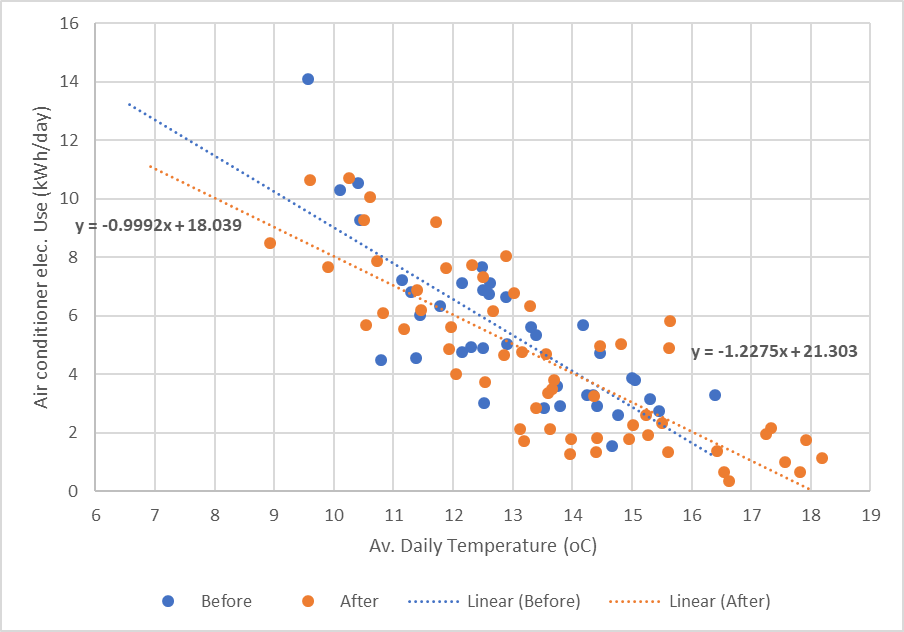 16
14
12
10
8
6
4
2
0
Air conditioner elec. Use (kWh/day)
y = -0.9992x + 18.039
y = -1.2275x + 21.303
6 7 8 9 10 11 12 13 14 15 16 17 18 19
Av. Daily Temperature (oC)
Before After Linear (Before) Linear (After)